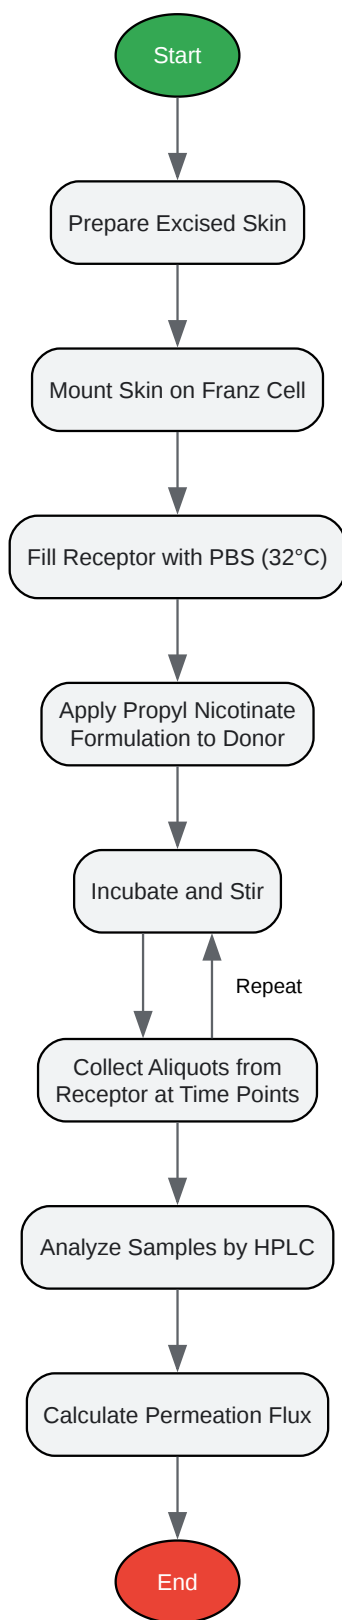 Start
Prepare Excised Skin
Mount Skin on Franz Cell
Fill Receptor with PBS (32°C)
Apply Propyl Nicotinate
Formulation to Donor
Incubate and Stir
Repeat
Collect Aliquots from
Receptor at Time Points
Analyze Samples by HPLC
Calculate Permeation Flux
End